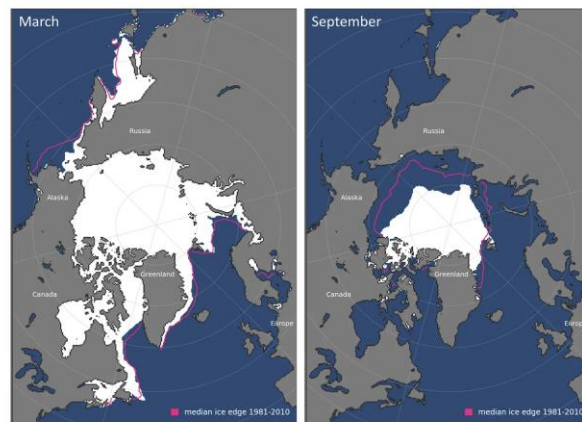 March
Russia
Alaska
Greenland
Canada
Europe
median ice edge 1981-2010
September
Russia
Alaska
Greenland
Canada
Europe
median ice edge 1981-2010